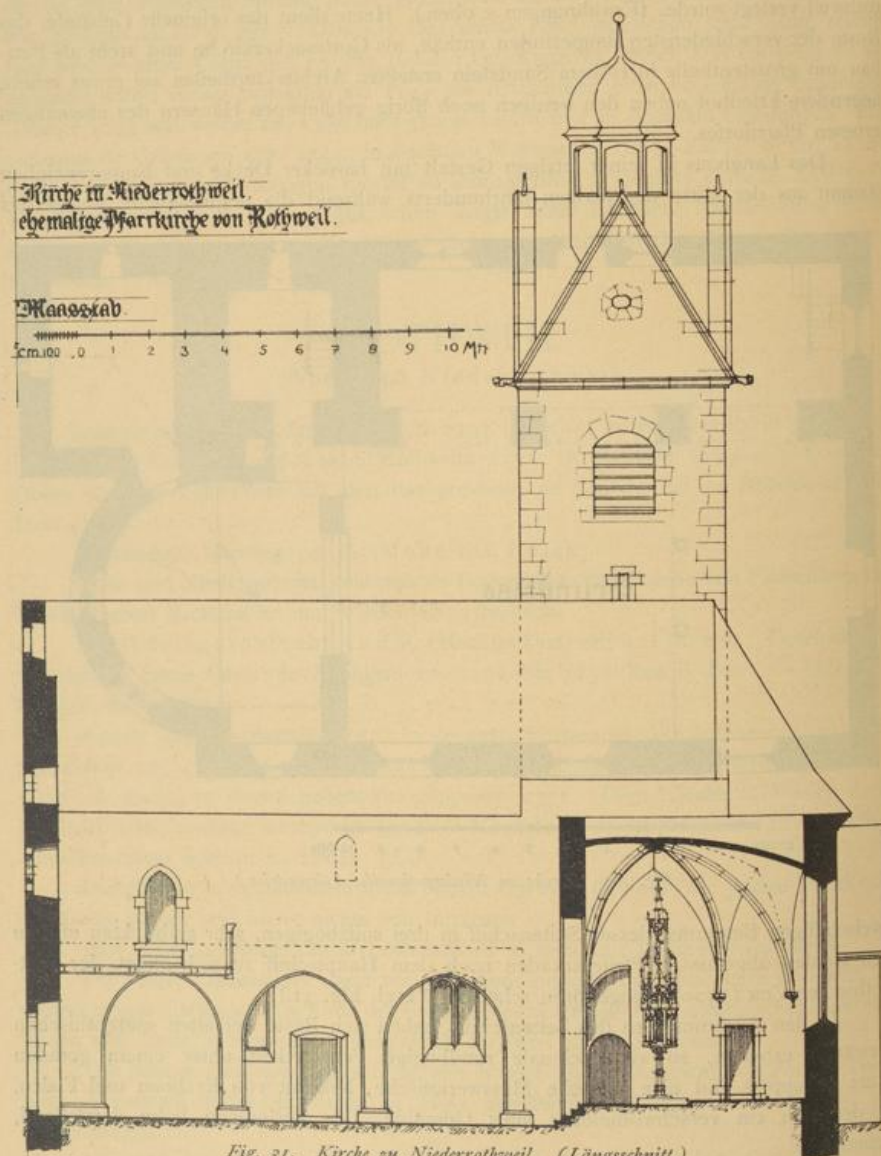 Kirche in Niederrothweil.
ehemalige Pfarrkirche von Rothweil.
Maasstab
cm.100 0 1 2 3 4 5 6 7 8 9 10 Mtr
Fig. 21. Kirche zu Niederrothweil. (Längsschnitt.)